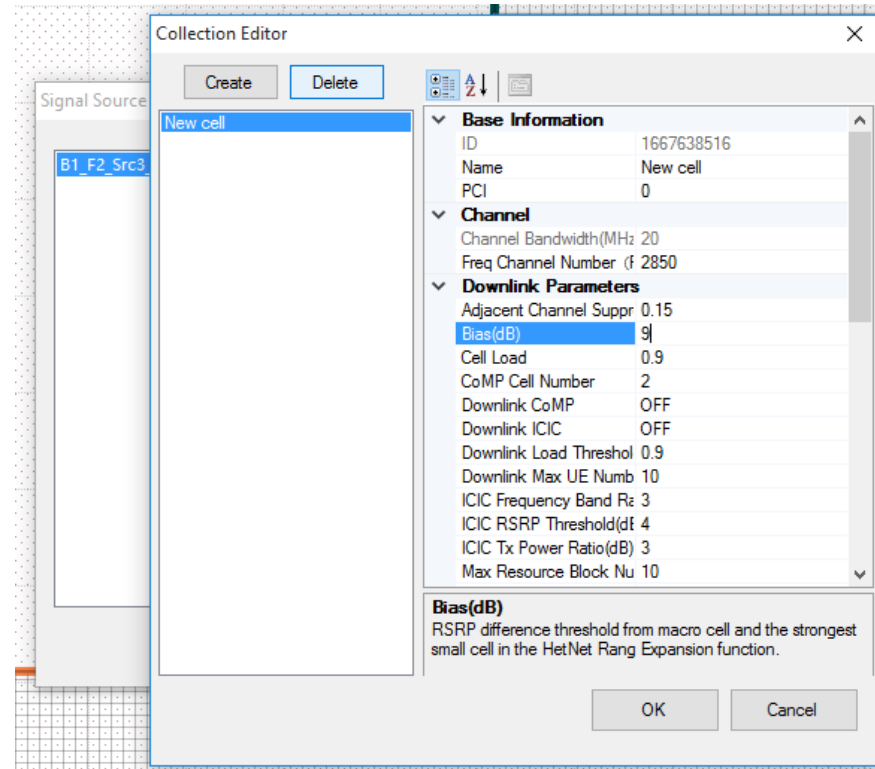 Collection Editor
Create Delete
Signal Source
B1_F2_Src3_
New cell
Base Information
ID 1667638516
Name New cell
PCI 0
Channel
Channel Bandwidth(MHz 20
Freq Channel Number (F 2850
Downlink Parameters
Adjacent Channel Suppr 0.15
Bias(dB) 9
Cell Load 0.9
CoMP Cell Number 2
Downlink CoMP OFF
Downlink ICIC OFF
Downlink Load Threshol 0.9
Downlink Max UE Numb 10
ICIC Frequency Band Ra 3
ICIC RSRP Threshold(dB 4
ICIC Tx Power Ratio(dB) 3
Max Resource Block Nu 10
Bias(dB)
RSRP difference threshold from macro cell and the strongest
small cell in the HetNet Rang Expansion function.
OK Cancel